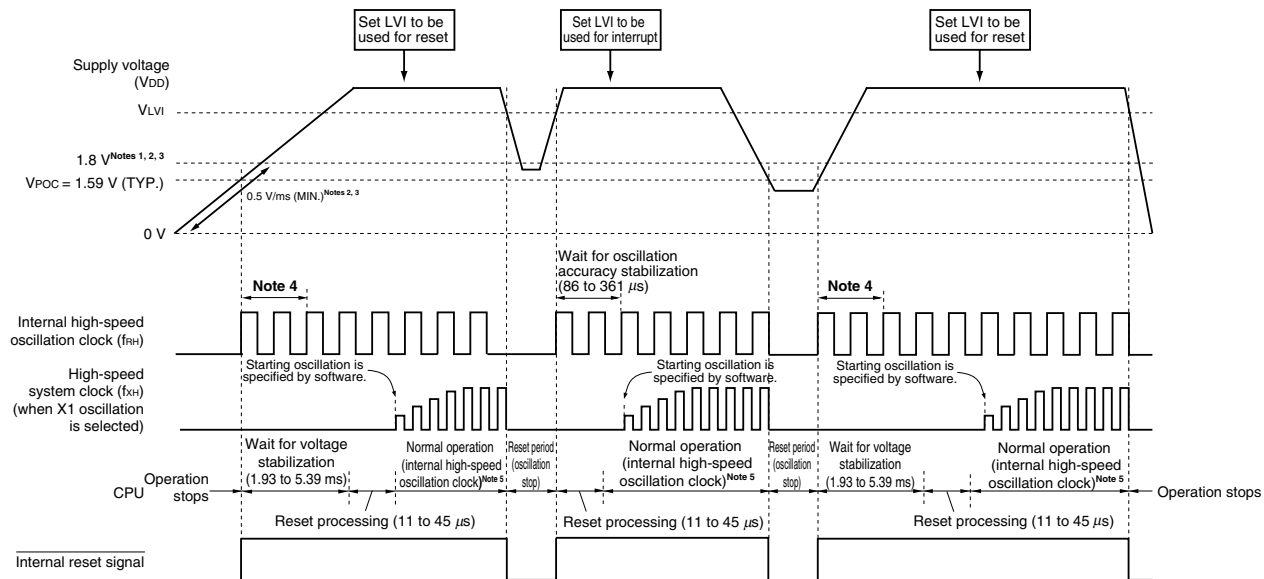 Set LVI to be
used for reset
Set LVI to be
used for interrupt
Set LVI to be
used for reset
Supply voltage
(VDD)
VLVI
1.8 V Notes 1, 2, 3
VPOC = 1.59 V (TYP.)
0.5 V/ms (MIN.) Notes 2, 3
0 V
Wait for oscillation
accuracy stabilization
(86 to 361 μs)
Note 4
Note 4
Internal high-speed
oscillation clock (fRH)
Starting oscillation is
specified by software.
Starting oscillation is
specified by software.
Starting oscillation is
specified by software.
High-speed
system clock (fXH)
(when X1 oscillation
is selected)
Wait for voltage
stabilization
(1.93 to 5.39 ms)
Normal operation
(internal high-speed
oscillation clock) Note 5
Reset period
(oscillation
stop)
Normal operation
(internal high-speed
oscillation clock) Note 5
Reset period
(oscillation
stop)
Wait for voltage
stabilization
(1.93 to 5.39 ms)
Normal operation
(internal high-speed
oscillation clock) Note 5
CPU
Operation
stops
Operation stops
Reset processing (11 to 45 μs)
Reset processing (11 to 45 μs)
Reset processing (11 to 45 μs)
Internal reset signal